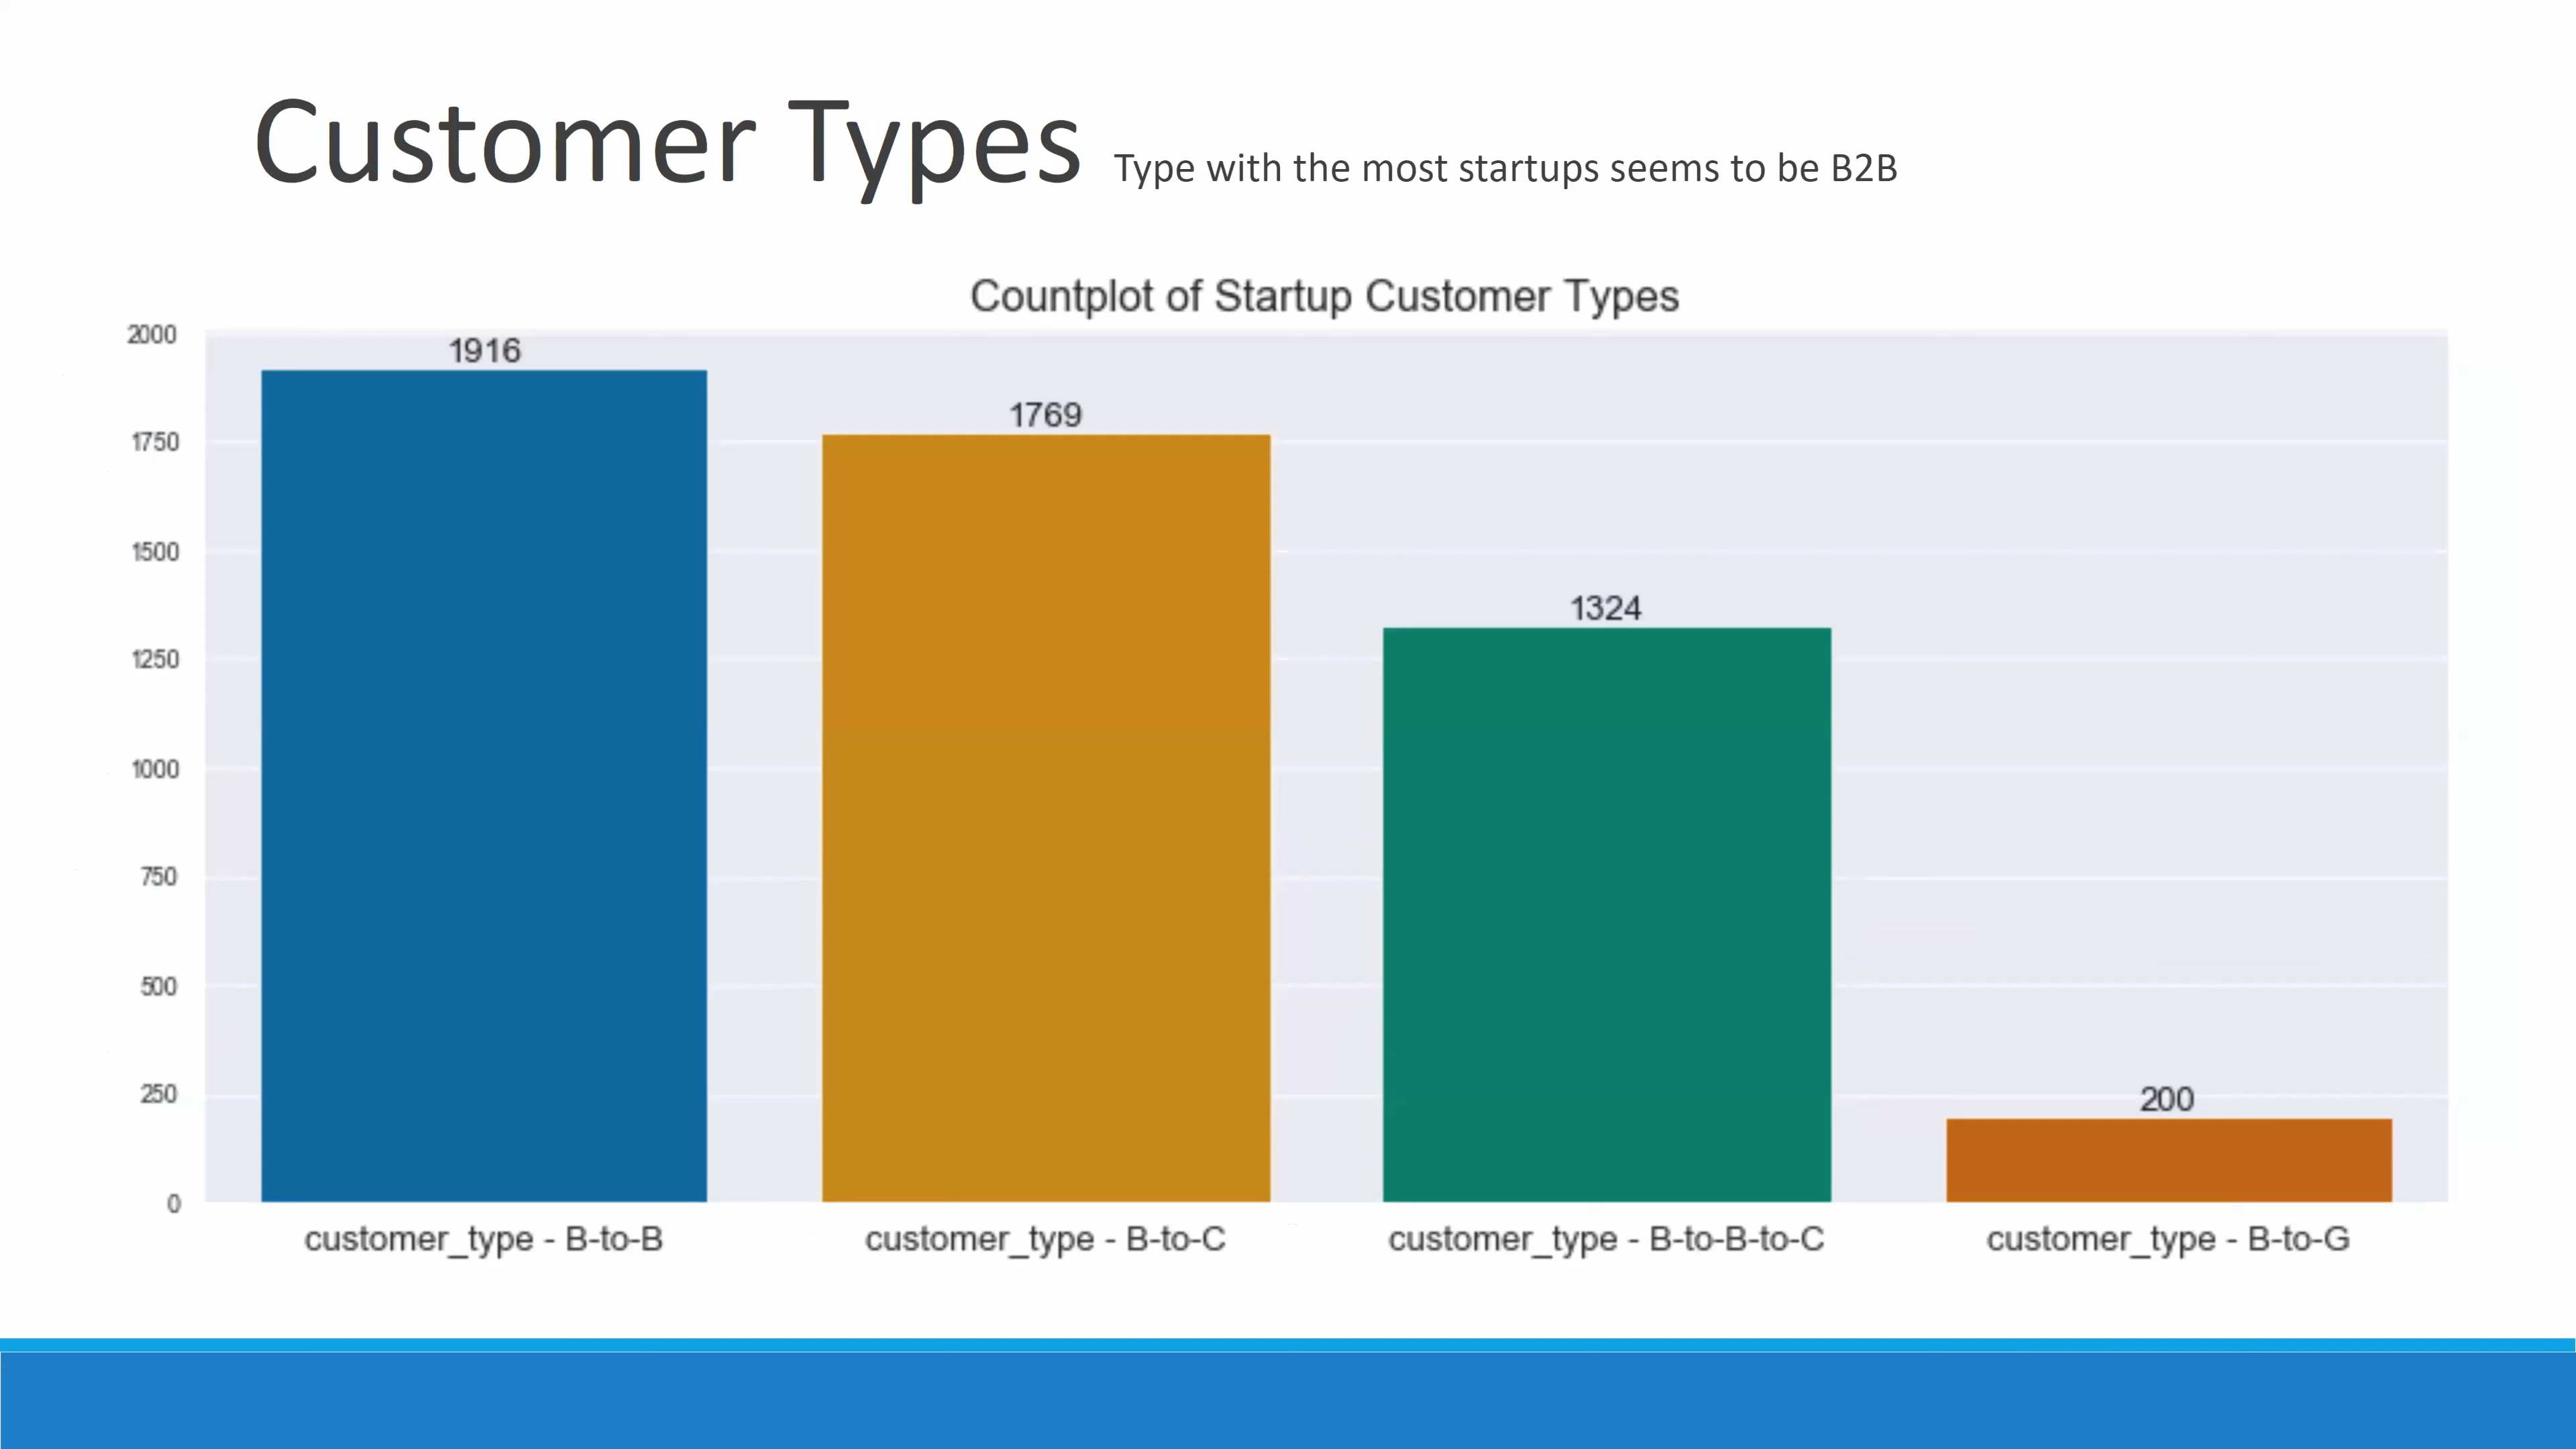 Customer Types Type with the most startups seems to be B2B
Countplot of Startup Customer Types
2000
1750
1500
1250
1000
750
500
250
0
1916
1769
1324
200
customer_type - B-to-B
customer_type - B-to-C
customer_type - B-to-B-to-C
customer_type - B-to-G